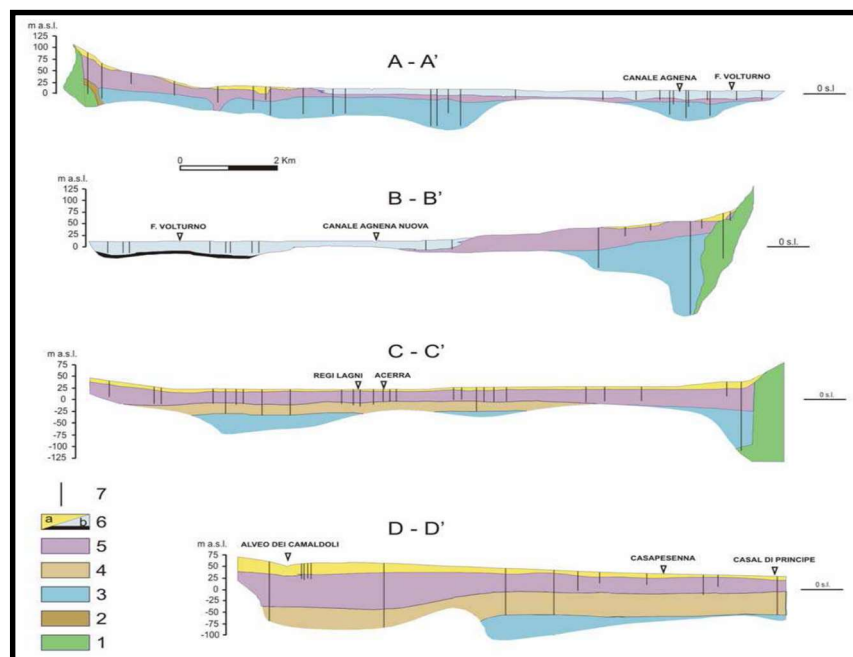 m a.s.l.
125
100
75
50
25
0
A - A'
CANALE AGNENA
F. VOLTURNO
0 s.l
0
2 Km
m a.s.l.
125
100
75
50
25
0
B - B'
F. VOLTURNO
CANALE AGNENA NUOVA
0 s.l.
m a.s.l.
75
50
25
0
-25
-50
-75
-100
-125
C - C'
REGI LAGNI
ACERRA
0 s.l.
7
a
b
6
5
4
3
2
1
m a.s.l.
75
50
25
0
-25
-50
-75
-100
D - D'
ALVEO DEI CAMALDOLI
CASAPESENNA
CASAL DI PRINCIPE
0 s.l.